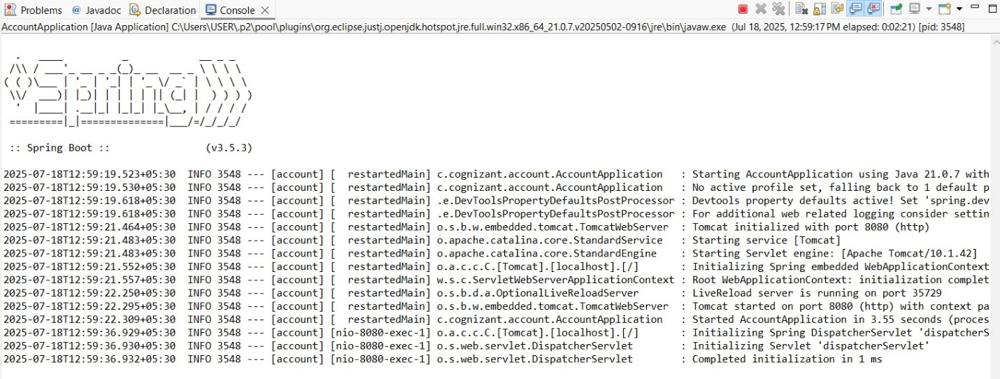 Problems @ Javadoc Declaration Console
AccountApplication [Java Application] C:\Users\USER\.p2\pool\plugins\org.eclipse.justj.openjdk.hotspot.jre.full.win32.x86_64_21.0.7.v20250502-0916\jre\bin\javaw.exe (Jul 18, 2025, 12:59:17 PM elapsed: 0:02:21) [pid: 3548]
Spring
:: Spring Boot :: (v3.5.3)
2025-07-18T12:59:19.523+05:30  INFO 3548 --- [account] [  restartedMain] c.cognizant.account.AccountApplication   : Starting AccountApplication using Java 21.0.7 with
2025-07-18T12:59:19.530+05:30  INFO 3548 --- [account] [  restartedMain] c.cognizant.account.AccountApplication   : No active profile set, falling back to 1 default p
2025-07-18T12:59:19.618+05:30  INFO 3548 --- [account] [  restartedMain] .e.DevToolsPropertyDefaultsPostProcessor : Devtools property defaults active! Set 'spring.dev
2025-07-18T12:59:19.618+05:30  INFO 3548 --- [account] [  restartedMain] .e.DevToolsPropertyDefaultsPostProcessor : For additional web related logging consider settin
2025-07-18T12:59:21.464+05:30  INFO 3548 --- [account] [  restartedMain] o.s.b.w.embedded.tomcat.TomcatWebServer  : Tomcat initialized with port 8080 (http)
2025-07-18T12:59:21.483+05:30  INFO 3548 --- [account] [  restartedMain] o.apache.catalina.core.StandardService   : Starting service [Tomcat]
2025-07-18T12:59:21.483+05:30  INFO 3548 --- [account] [  restartedMain] o.apache.catalina.core.StandardEngine    : Starting Servlet engine: [Apache Tomcat/10.1.42]
2025-07-18T12:59:21.552+05:30  INFO 3548 --- [account] [  restartedMain] o.a.c.c.C.[Tomcat].[localhost].[/]       : Initializing Spring embedded WebApplicationContext
2025-07-18T12:59:21.557+05:30  INFO 3548 --- [account] [  restartedMain] w.s.c.ServletWebServerApplicationContext : Root WebApplicationContext: initialization complet
2025-07-18T12:59:22.250+05:30  INFO 3548 --- [account] [  restartedMain] o.s.b.d.a.OptionalLiveReloadServer       : LiveReload server is running on port 35729
2025-07-18T12:59:22.295+05:30  INFO 3548 --- [account] [  restartedMain] o.s.b.w.embedded.tomcat.TomcatWebServer  : Tomcat started on port 8080 (http) with context pa
2025-07-18T12:59:22.309+05:30  INFO 3548 --- [account] [  restartedMain] c.cognizant.account.AccountApplication   : Started AccountApplication in 3.55 seconds (proces
2025-07-18T12:59:36.929+05:30  INFO 3548 --- [account] [nio-8080-exec-1] o.a.c.c.C.[Tomcat].[localhost].[/]       : Initializing Spring DispatcherServlet 'dispatcherS
2025-07-18T12:59:36.930+05:30  INFO 3548 --- [account] [nio-8080-exec-1] o.s.web.servlet.DispatcherServlet        : Initializing Servlet 'dispatcherServlet'
2025-07-18T12:59:36.932+05:30  INFO 3548 --- [account] [nio-8080-exec-1] o.s.web.servlet.DispatcherServlet        : Completed initialization in 1 ms